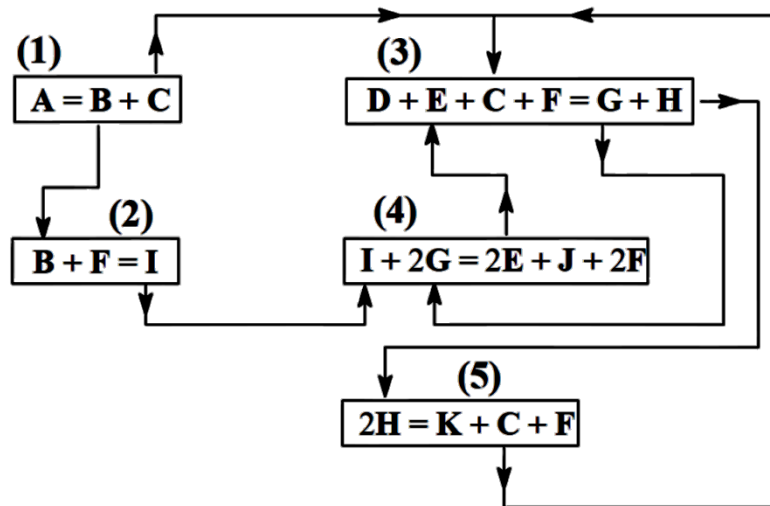 (1)
A = B + C
(3)
D + E + C + F = G + H
(2)
B + F = I
(4)
I + 2G = 2E + J + 2F
(5)
2H = K + C + F